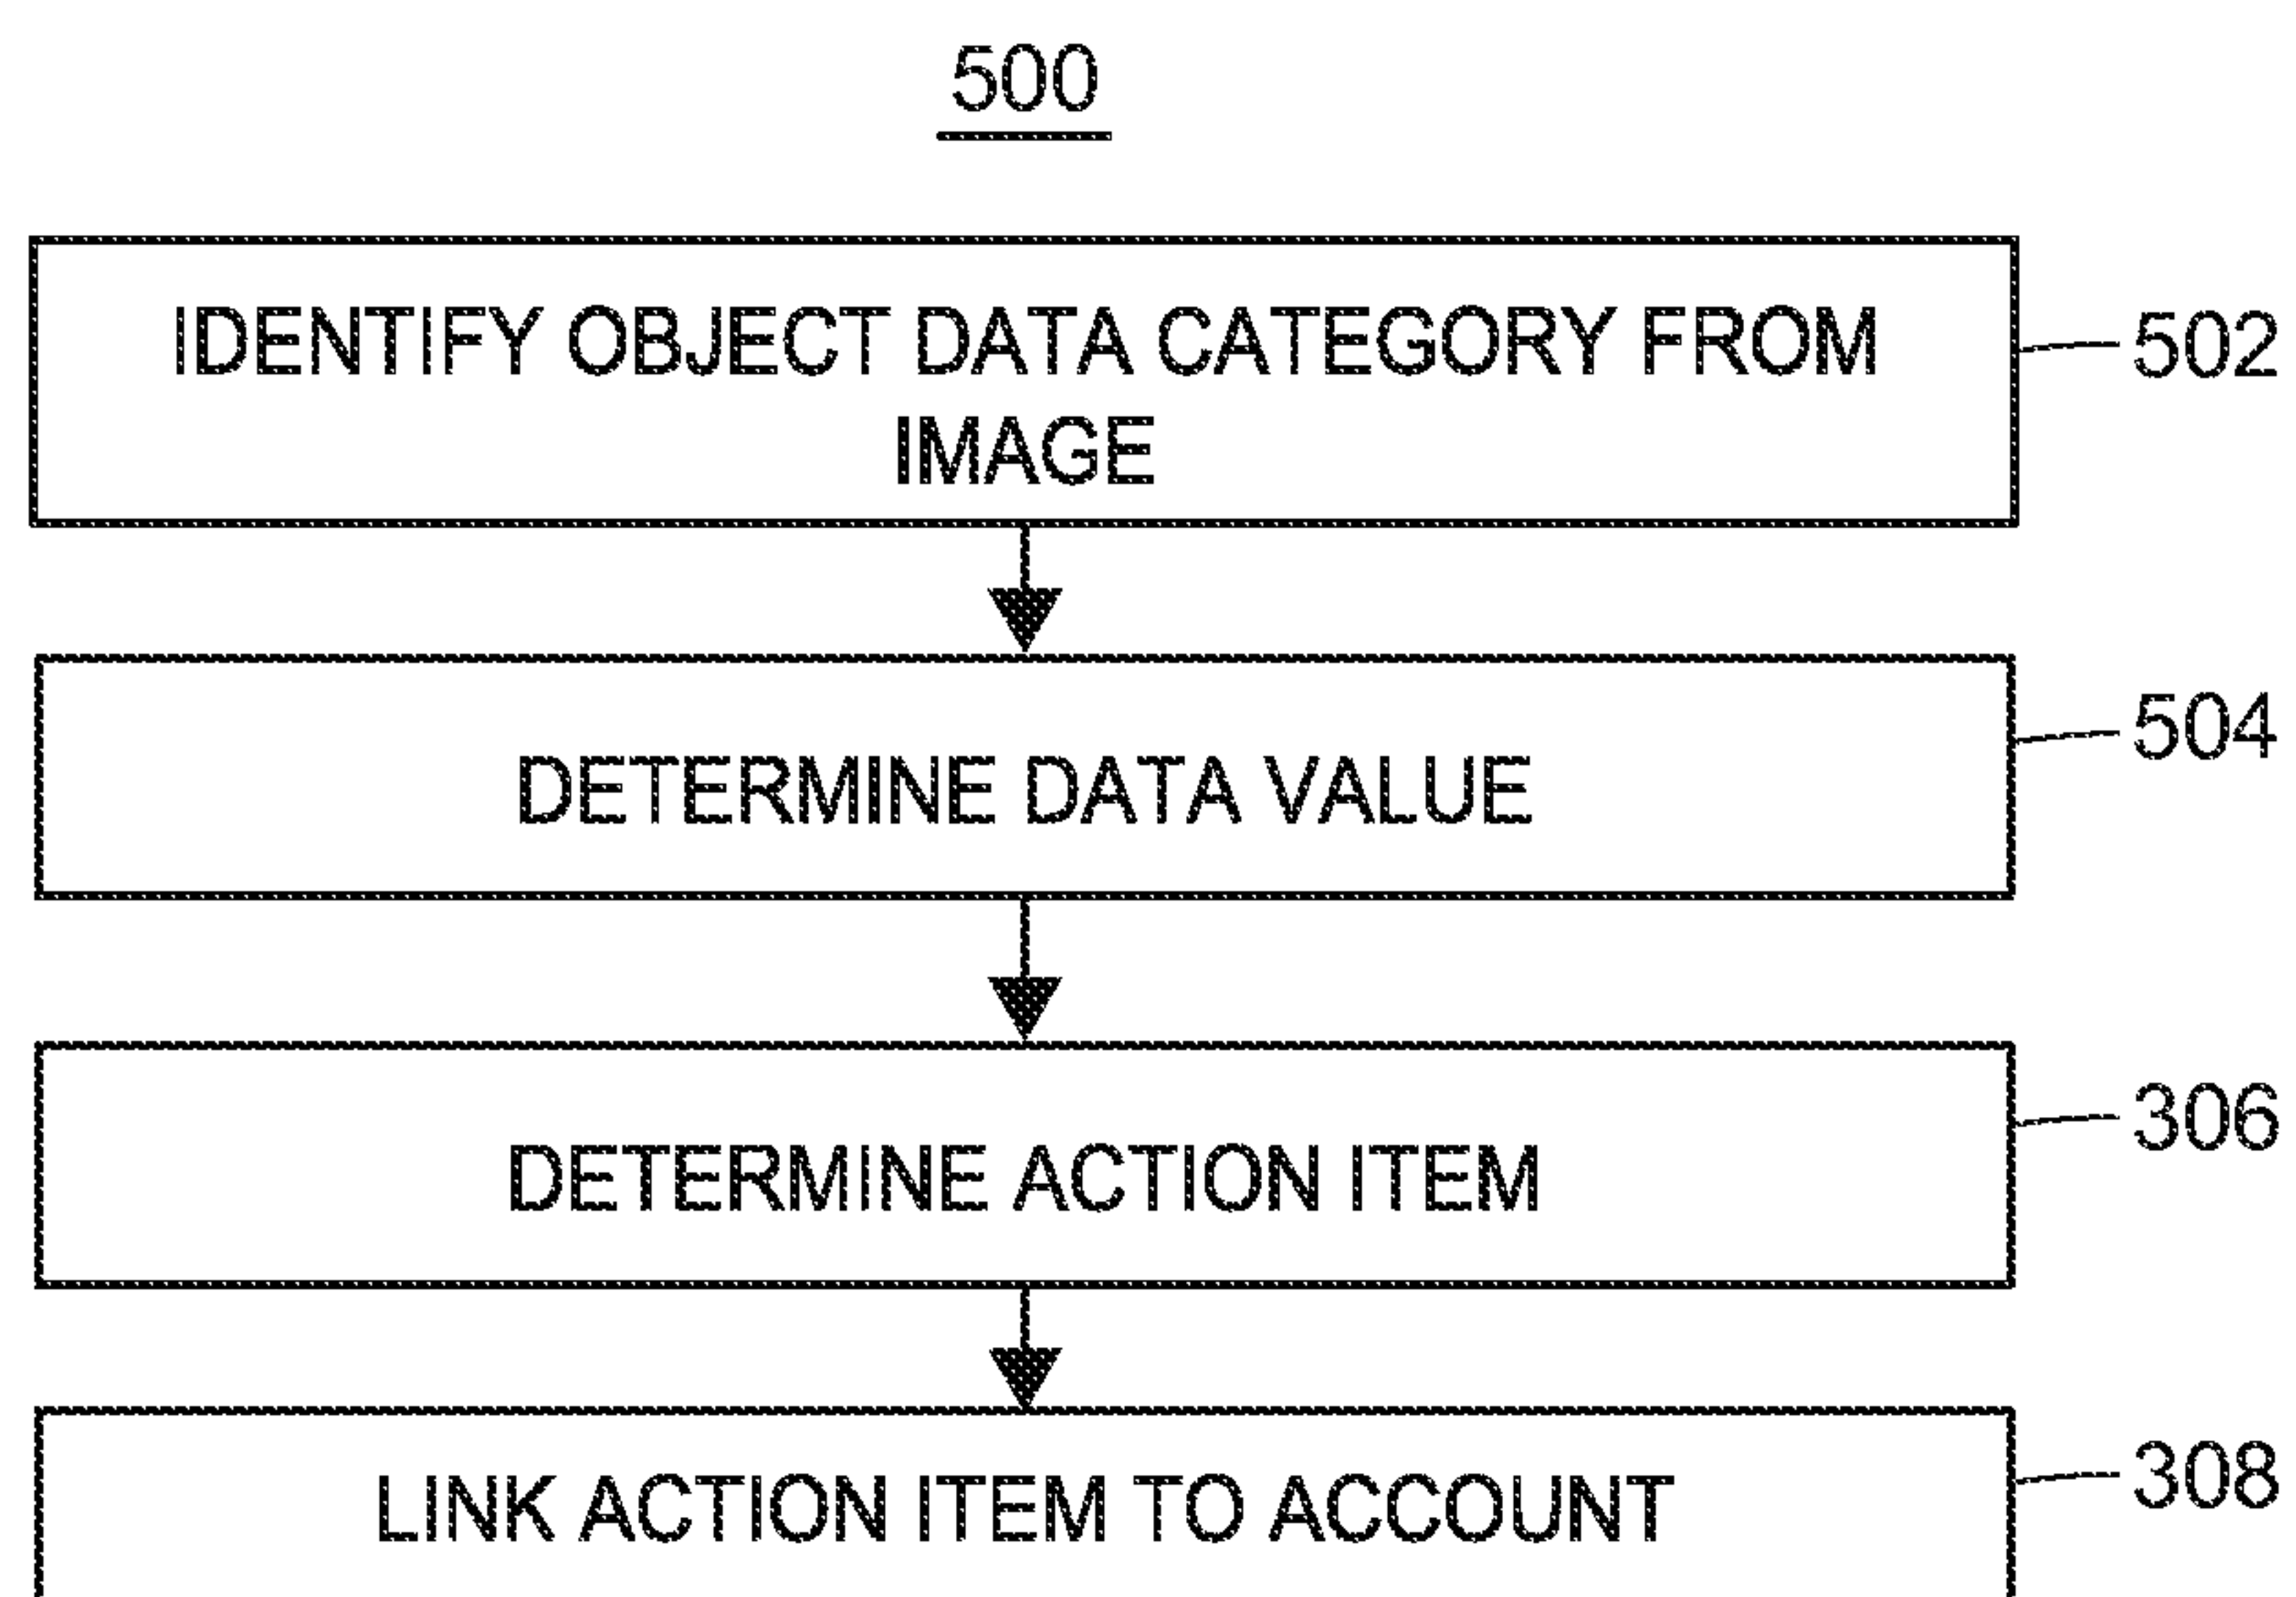 500
IDENTIFY OBJECT DATA CATEGORY FROM
IMAGE
502
DETERMINE DATA VALUE
504
DETERMINE ACTION ITEM
306
LINK ACTION ITEM TO ACCOUNT
308